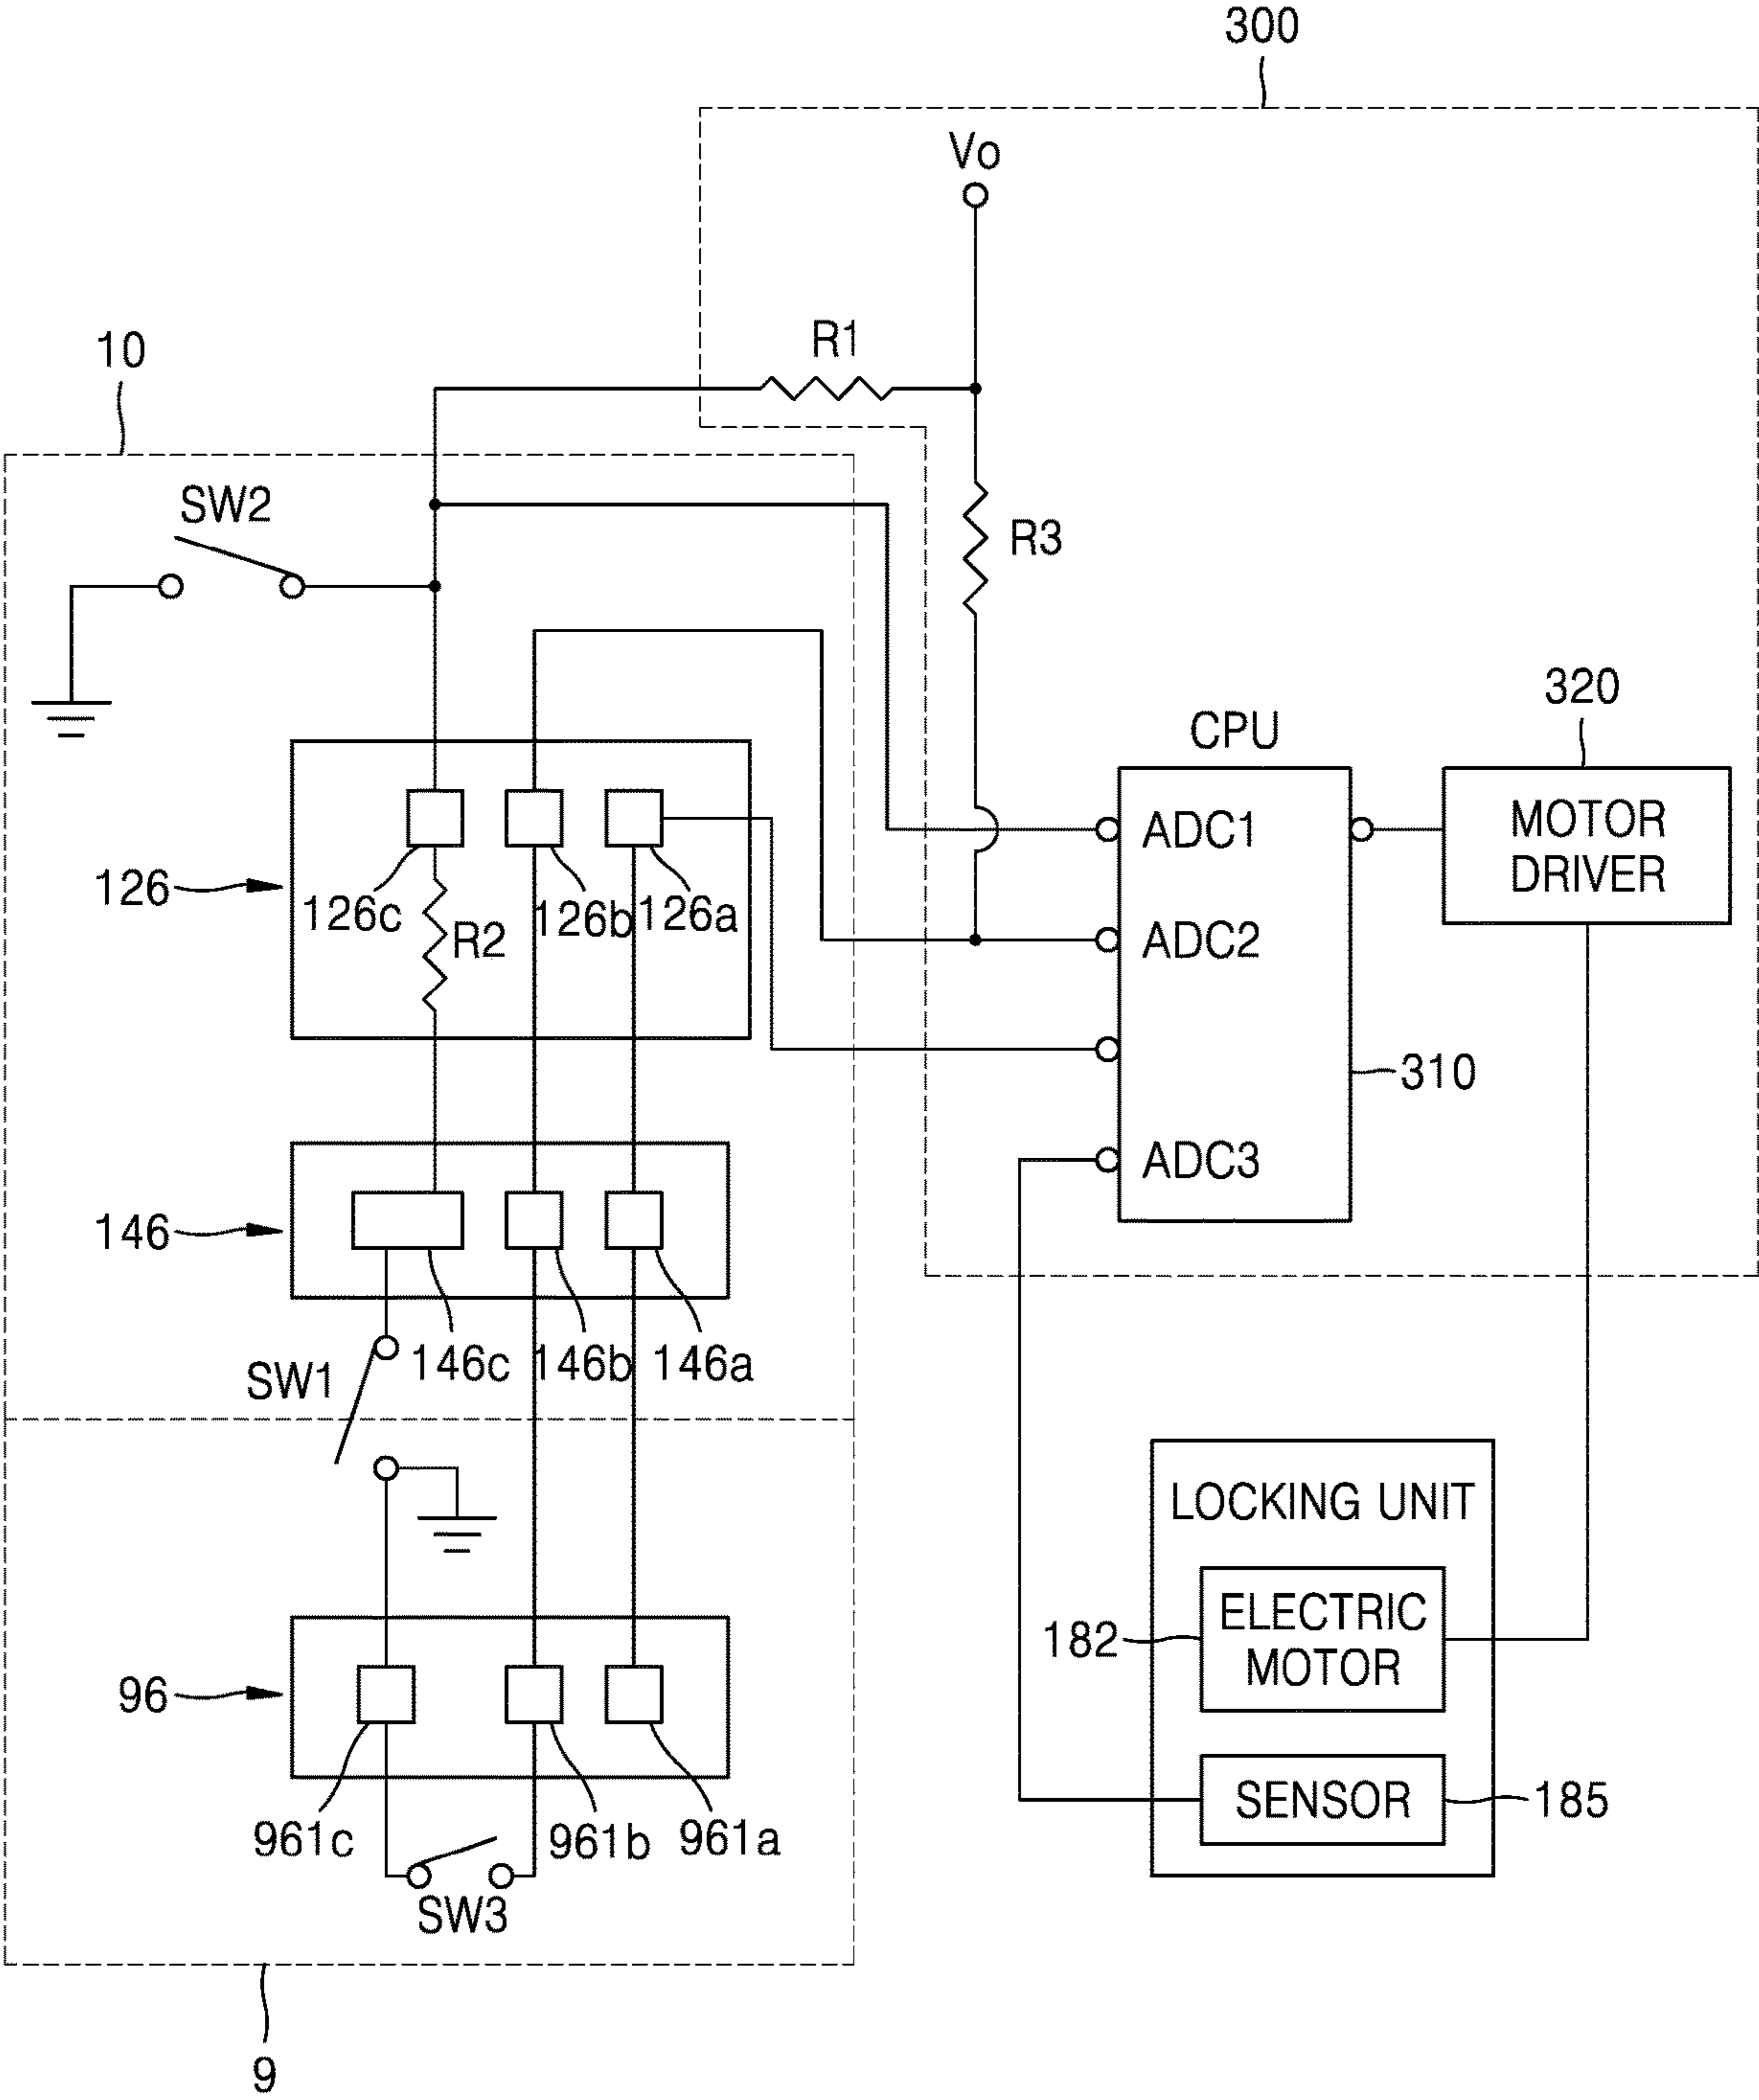 300
Vo
R1
10
SW2
R3
320
CPU
MOTOR
DRIVER
ADC1
126
126c
126b
126a
R2
ADC2
310
ADC3
146
146c
146b
146a
SW1
LOCKING UNIT
ELECTRIC
MOTOR
182
96
SENSOR
185
961c
961b
961a
SW3
9